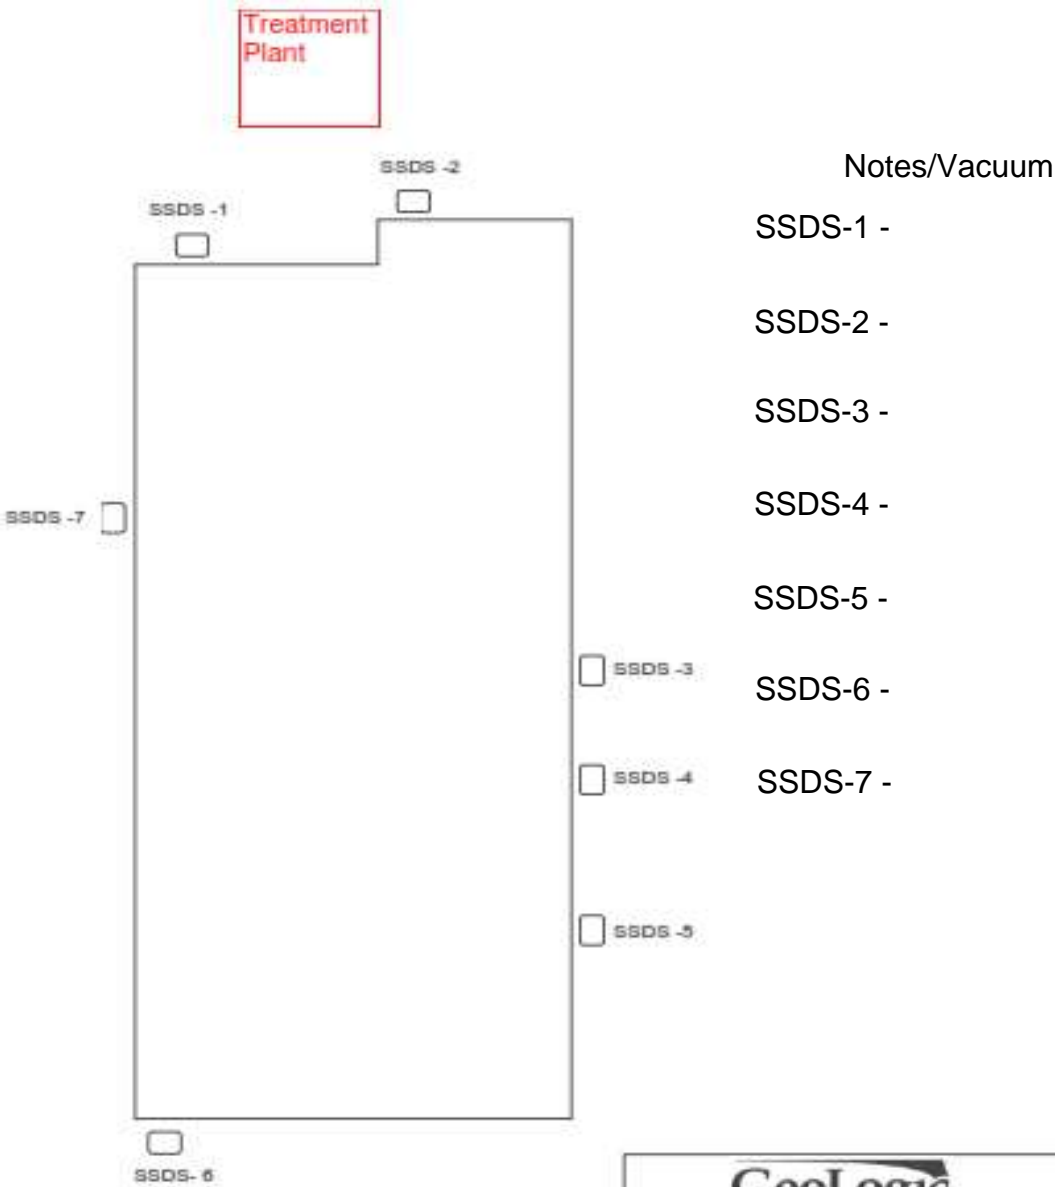 Treatment
Plant
SSDS -2
SSDS -1
SSDS -7
SSDS -3
SSDS -4
SSDS -5
SSDS- 6
Notes/Vacuum
SSDS-1 -
SSDS-2 -
SSDS-3 -
SSDS-4 -
SSDS-5 -
SSDS-6 -
SSDS-7 -
GeoLogic